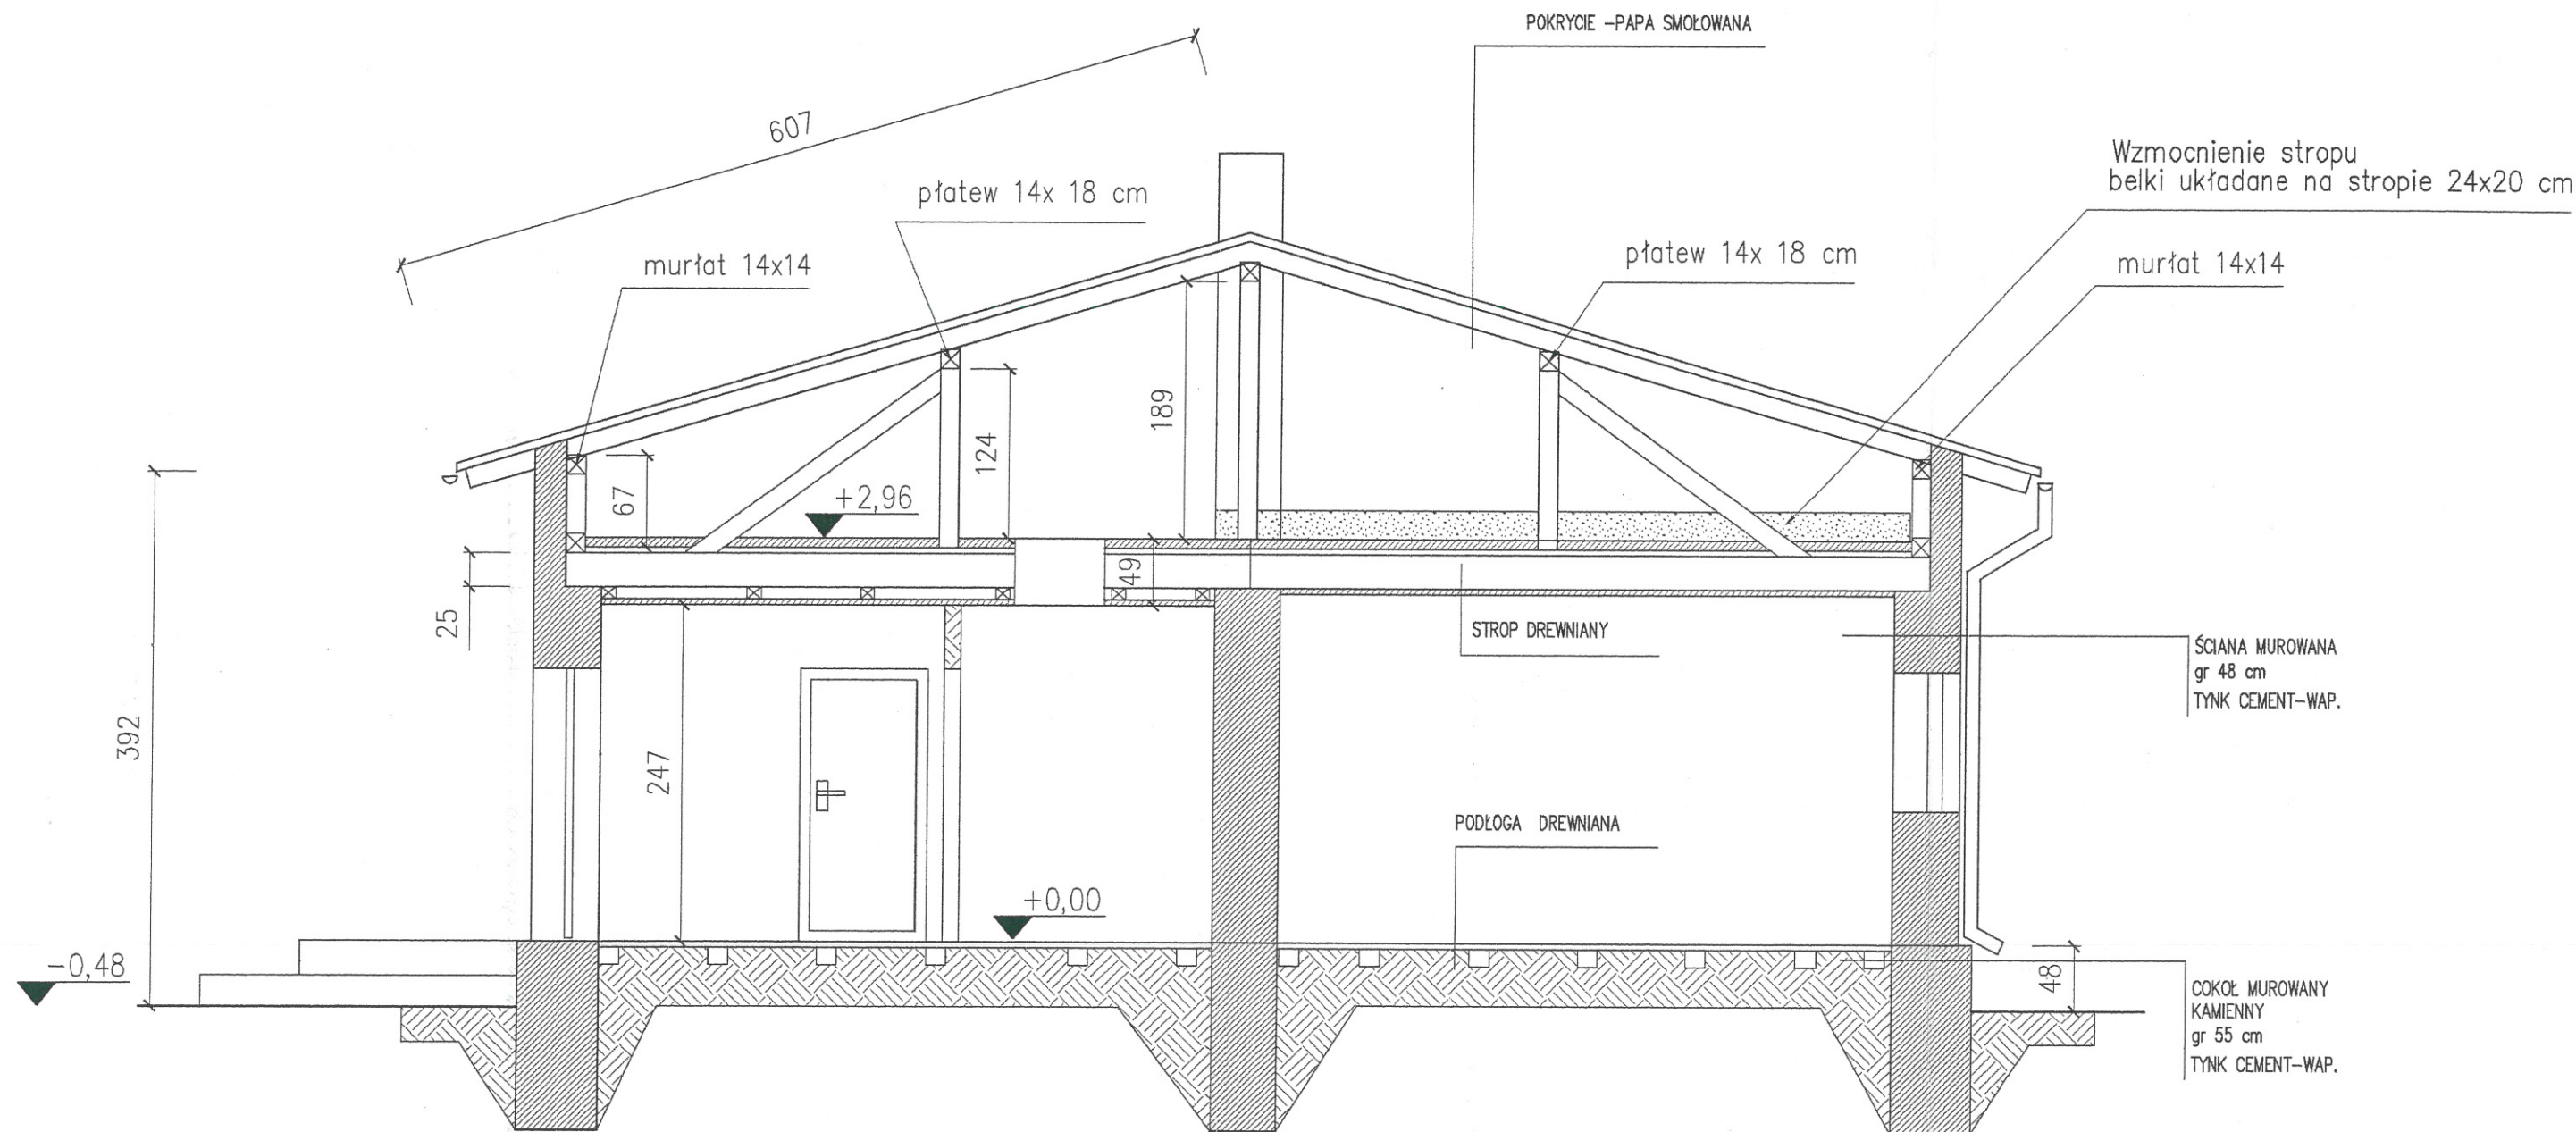 POKRYCIE -PAPA SMOŁOWANA
607
Wzmocnienie stropu
belki układane na stropie 24x20 cm
płatew 14x 18 cm
murłat 14x14
płatew 14x 18 cm
murłat 14x14
189
124
67
+2,96
49
25
STROP DREWNIANY
ŚCIANA MUROWANA
gr 48 cm
TYNK CEMENT-WAP.
392
247
PODŁOGA DREWNIANA
+0,00
-0,48
48
COKOŁ MUROWANY
KAMIENNY
gr 55 cm
TYNK CEMENT-WAP.